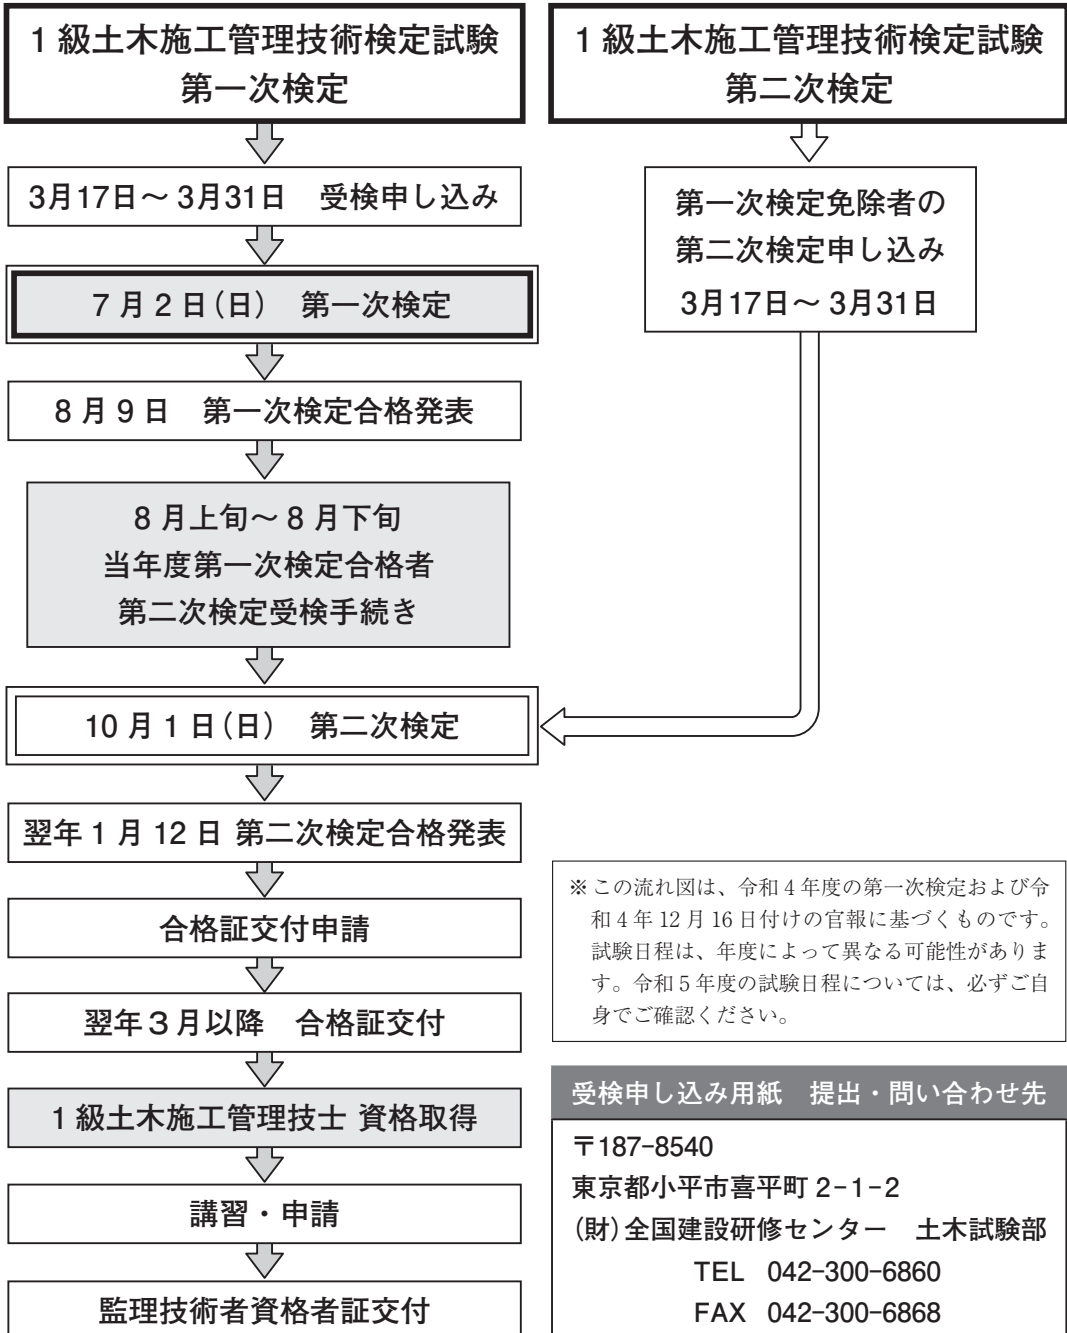 1級土木施工管理技術検定試験
第一次検定
3月17日～3月31日　受検申し込み
7月2日(日)　第一次検定
8月9日　第一次検定合格発表
8月上旬～8月下旬
当年度第一次検定合格者
第二次検定受検手続き
10月1日(日)　第二次検定
翌年1月12日 第二次検定合格発表
合格証交付申請
翌年3月以降　合格証交付
1級土木施工管理技士 資格取得
講習・申請
監理技術者資格者証交付
1級土木施工管理技術検定試験
第二次検定
第一次検定免除者の
第二次検定申し込み
3月17日～3月31日
※この流れ図は、令和4年度の第一次検定および令
和4年12月16日付けの官報に基づくものです。
試験日程は、年度によって異なる可能性がありま
す。令和5年度の試験日程については、必ずご自
身でご確認ください。
受検申し込み用紙　提出・問い合わせ先
〒187-8540
東京都小平市喜平町2-1-2
(財)全国建設研修センター　土木試験部
TEL　042-300-6860
FAX　042-300-6868